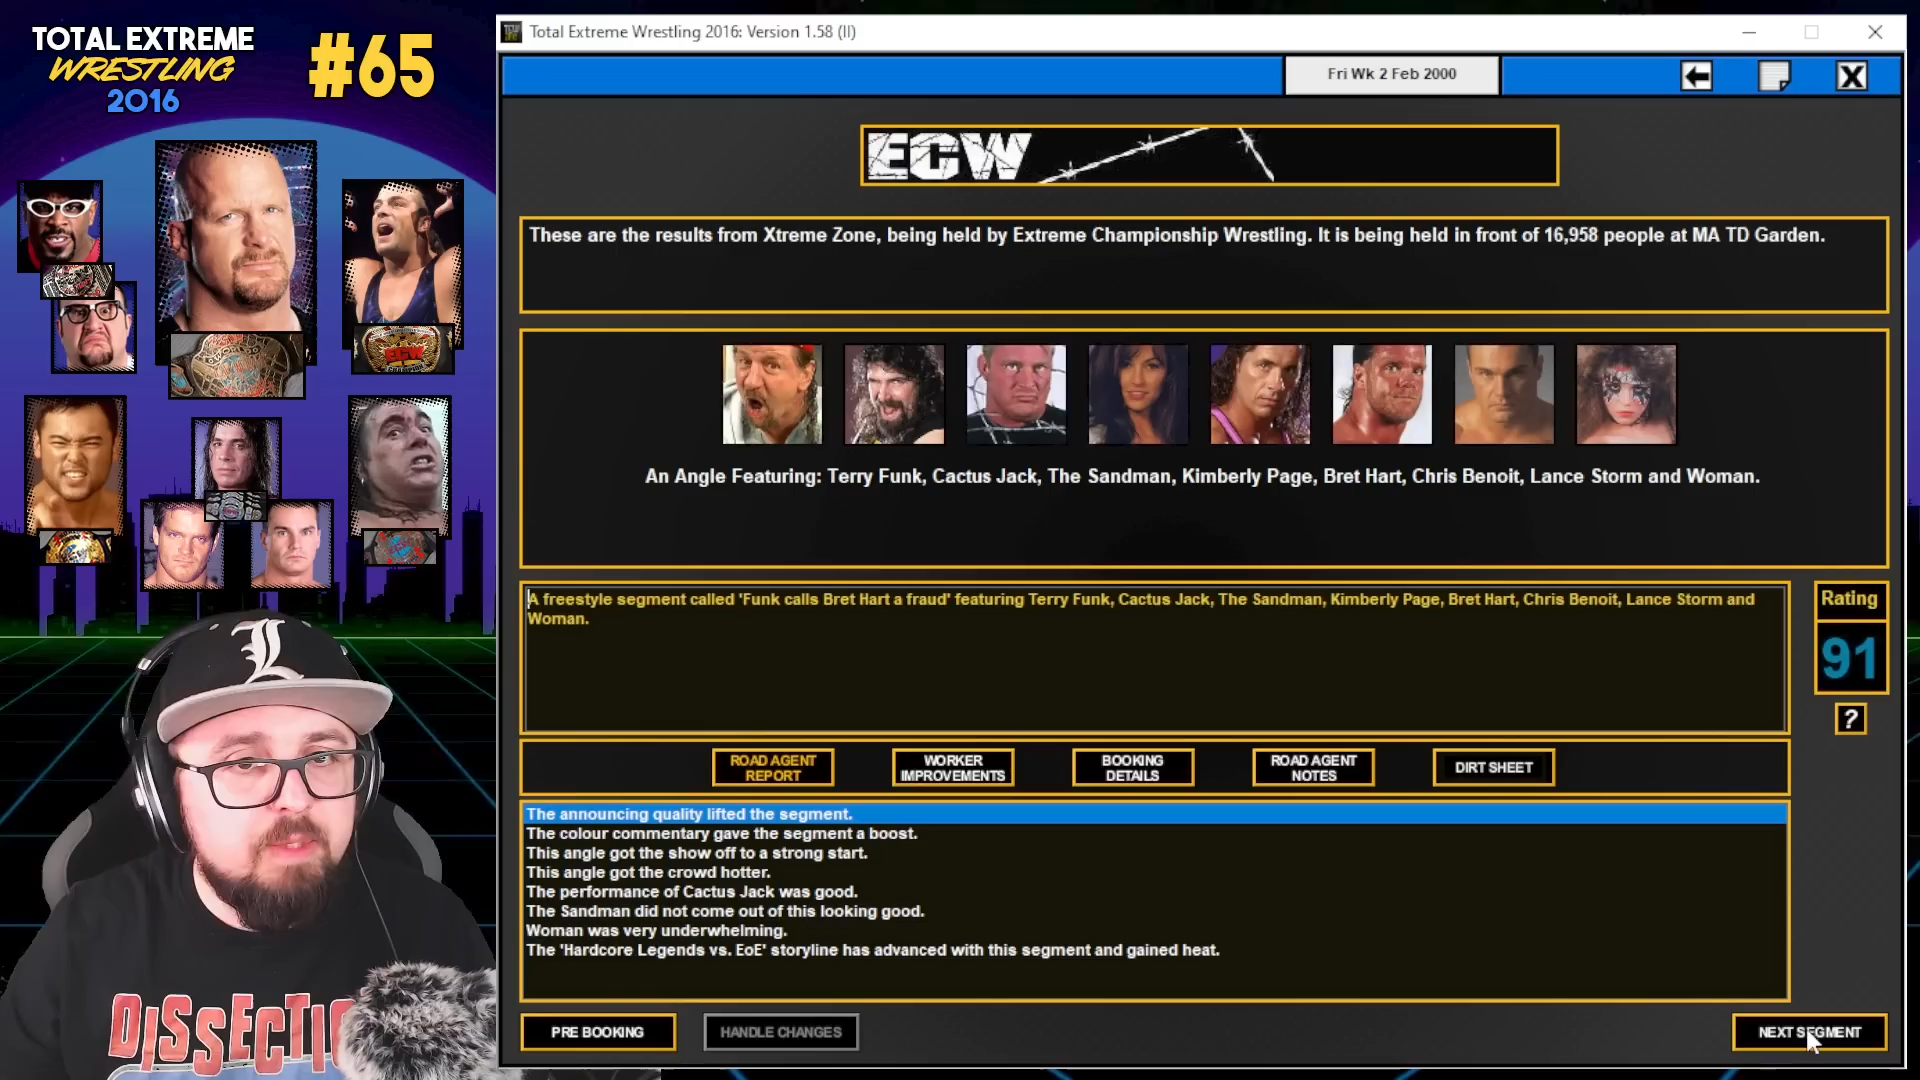 TOTAL EXTREME
WRESTLING
2016
#65
Total Extreme Wrestling 2016: Version 1.58 (II)
Fri Wk 2 Feb 2000
ECW
These are the results from Xtreme Zone, being held by Extreme Championship Wrestling. It is being held in front of 16,958 people at MA TD Garden.
An Angle Featuring: Terry Funk, Cactus Jack, The Sandman, Kimberly Page, Bret Hart, Chris Benoit, Lance Storm and Woman.
A freestyle segment called 'Funk calls Bret Hart a fraud' featuring Terry Funk, Cactus Jack, The Sandman, Kimberly Page, Bret Hart, Chris Benoit, Lance Storm and
Woman.
Rating
91
?
ROAD AGENT
REPORT
WORKER
IMPROVEMENTS
BOOKING
DETAILS
ROAD AGENT
NOTES
DIRT SHEET
The announcing quality lifted the segment.
The colour commentary gave the segment a boost.
This angle got the show off to a strong start.
This angle got the crowd hotter.
The performance of Cactus Jack was good.
The Sandman did not come out of this looking good.
Woman was very underwhelming.
The 'Hardcore Legends vs. EoE' storyline has advanced with this segment and gained heat.
PRE BOOKING
HANDLE CHANGES
NEXT SEGMENT
L
DISSECTI